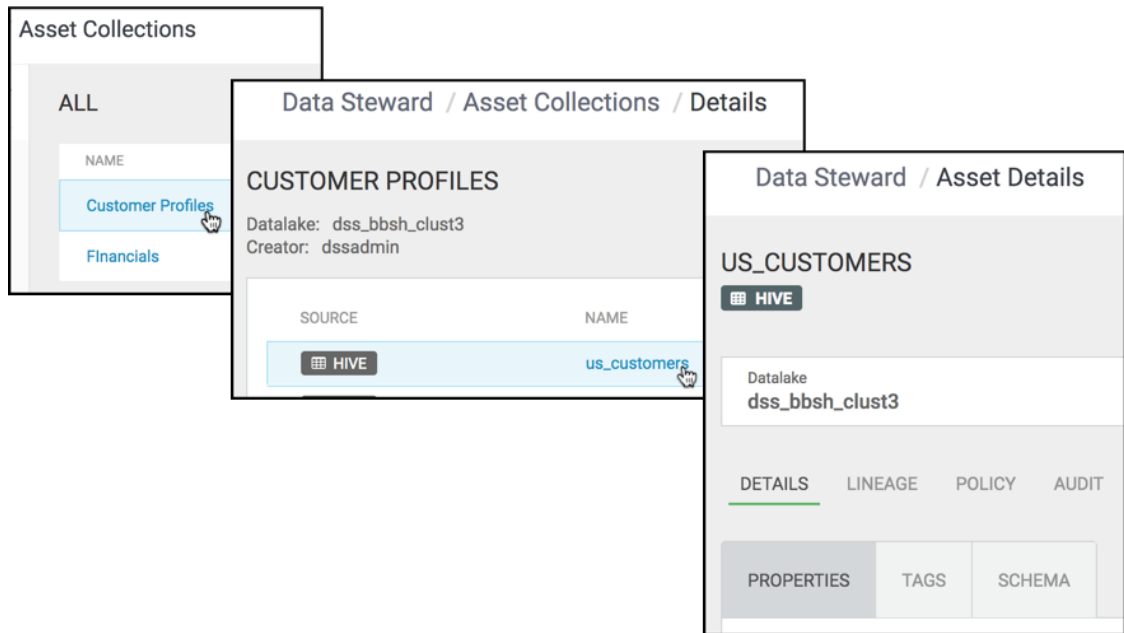 Asset Collections
ALL
NAME
Customer Profiles
FInancials
Data Steward / Asset Collections / Details
CUSTOMER PROFILES
Datalake: dss_bbsh_clust3
Creator: dssadmin
SOURCE NAME
HIVE us_customers
Data Steward / Asset Details
US_CUSTOMERS
HIVE
Datalake
dss_bbsh_clust3
DETAILS LINEAGE POLICY AUDIT
PROPERTIES TAGS SCHEMA